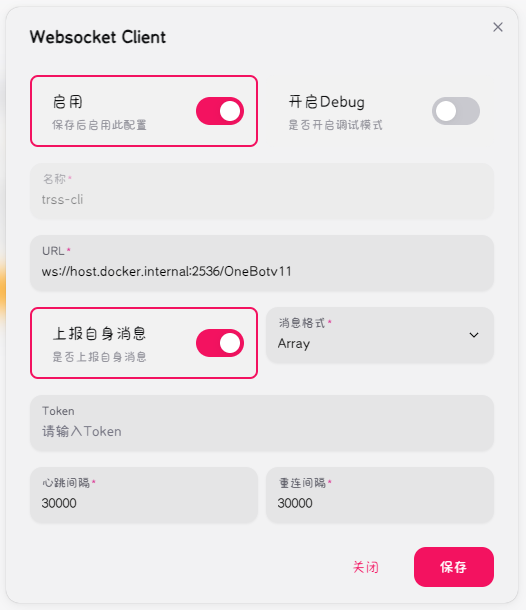 Websocket Client
启用
保存后启用此配置
开启Debug
是否开启调试模式
名称*
trss-cli
URL*
ws://host.docker.internal:2536/OneBotv11
上报自身消息
是否上报自身消息
消息格式*
Array
Token
请输入Token
心跳间隔*
30000
重连间隔*
30000
关闭
保存